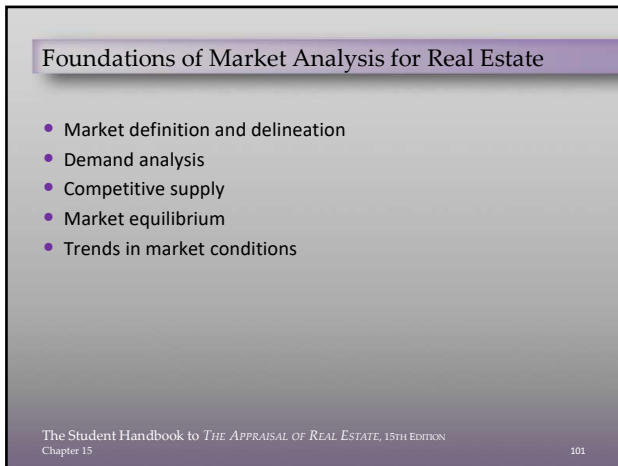 Foundations of Market Analysis for Real Estate
• Market definition and delineation
• Demand analysis
• Competitive supply
• Market equilibrium
• Trends in market conditions
The Student Handbook to THE APPRAISAL OF REAL ESTATE, 15TH EDITION
Chapter 15
101